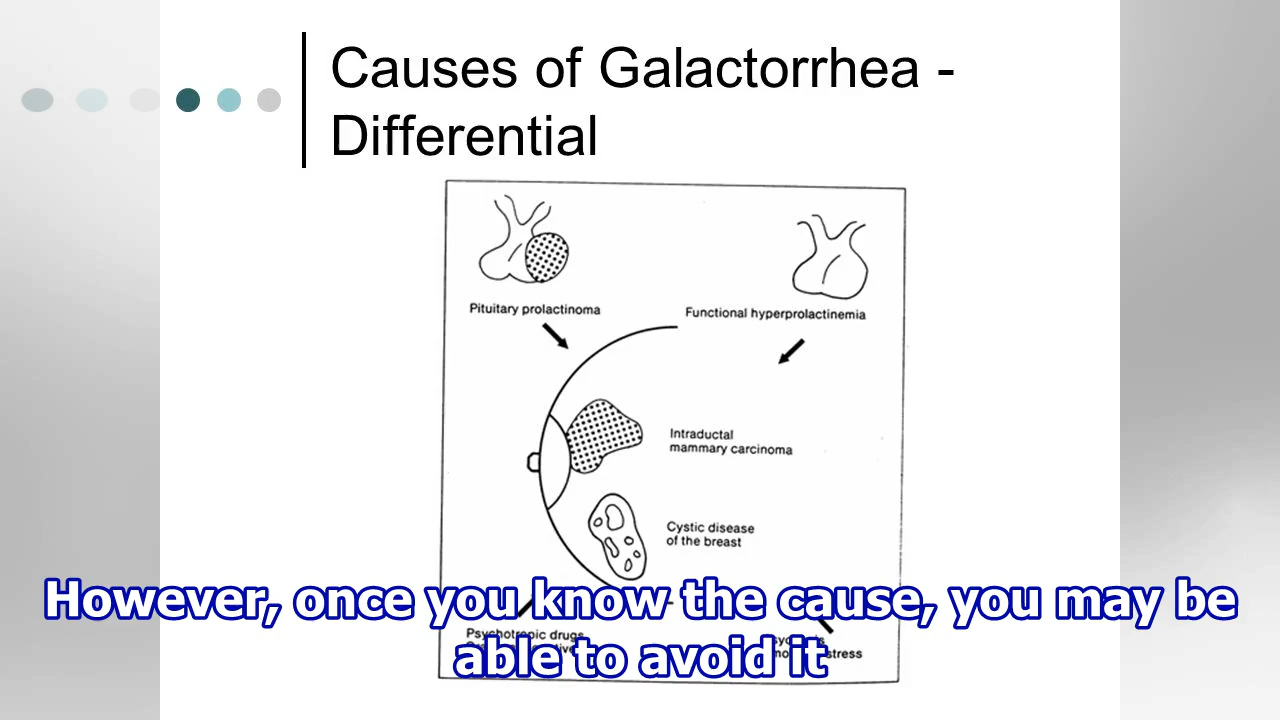 Causes of Galactorrhea -
Differential
Pituitary prolactinoma
Functional hyperprolactinemia
Intraductal
mammary carcinoma
Cystic disease
of the breast
However, once you know the cause, you may be
able to avoid it
Psychotropic drugs
stress